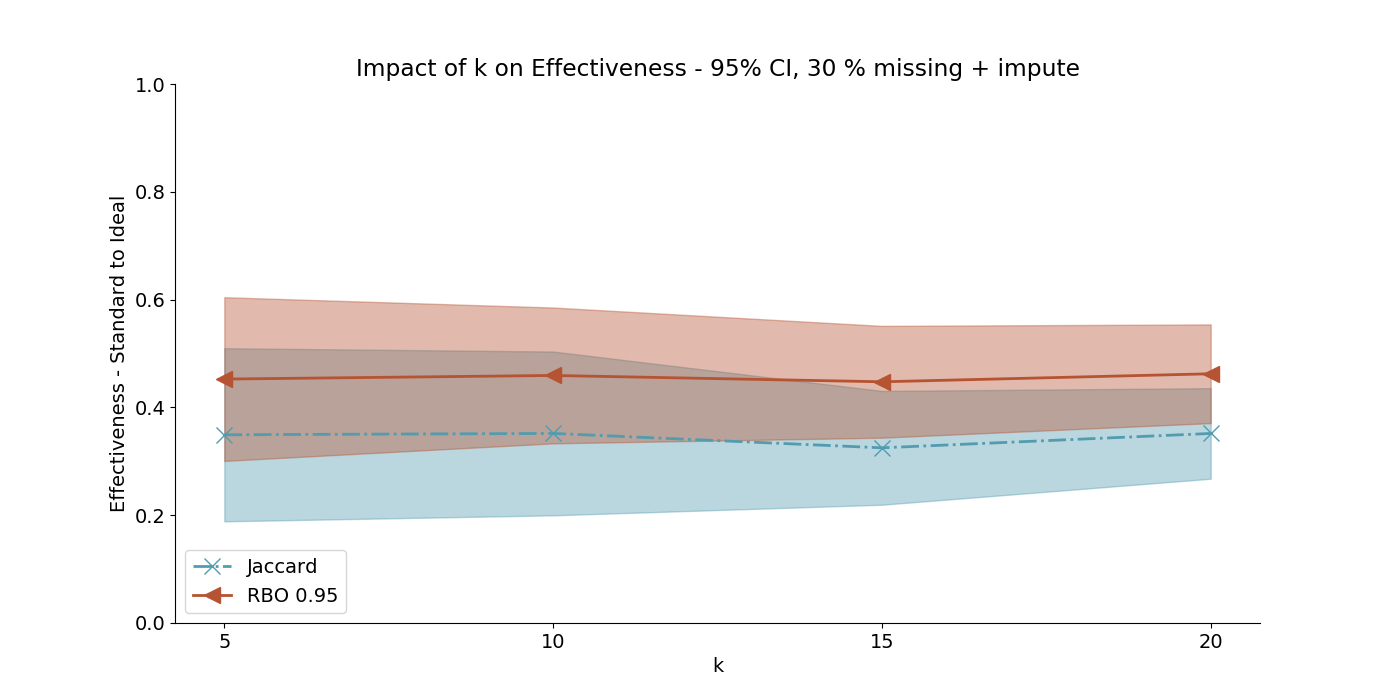 Impact of k on Effectiveness - 95% CI, 30 % missing + impute
Effectiveness - Standard to Ideal
1.0
0.8
0.6
0.4
0.2
0.0
Jaccard
RBO 0.95
5
10
15
20
k